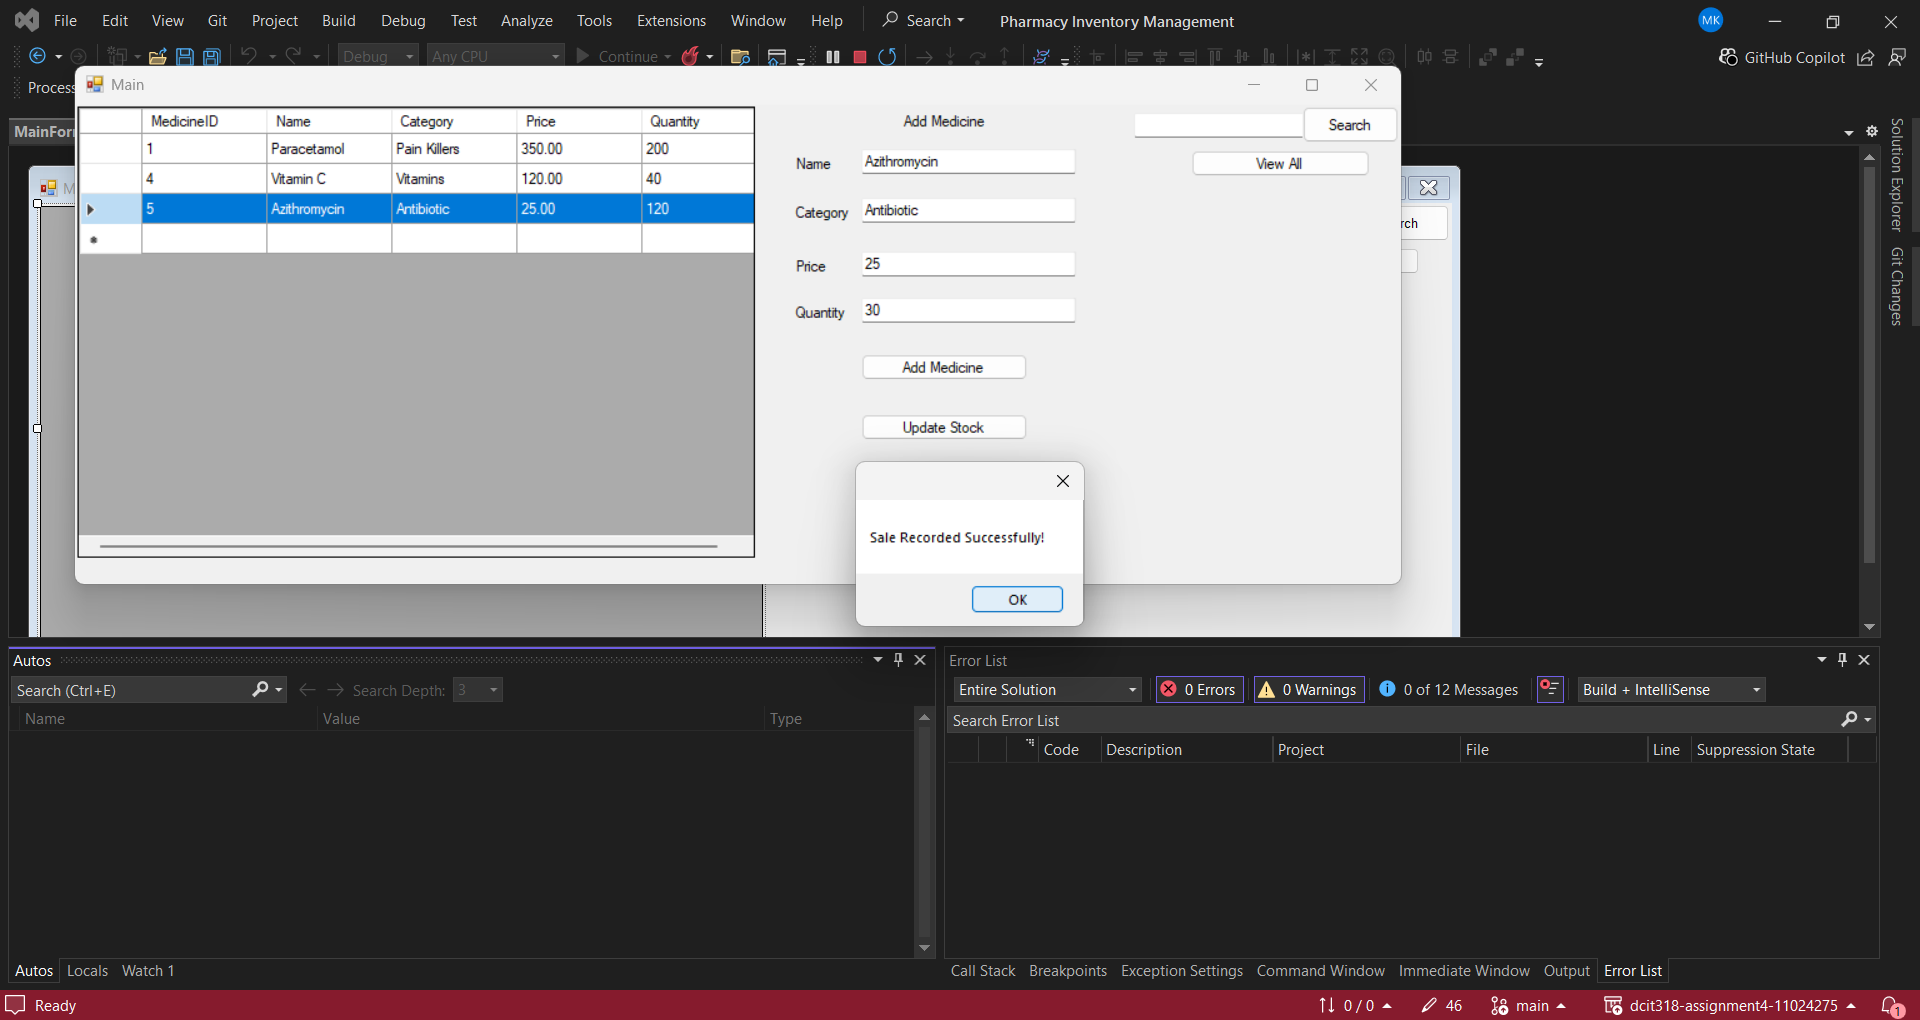 File Edit View Git Project Build Debug Test Analyze Tools Extensions Window Help Search Pharmacy Inventory Management MK
Debug Any CPU Continue GitHub Copilot
Process
Main
MainFor
MedicineID Name Category Price Quantity
1 Paracetamol Pain Killers 350.00 200
4 Vitamin C Vitamins 120.00 40
5 Azithromycin Antibiotic 25.00 120
Add Medicine
Search
View All
Name Azithromycin
Category Antibiotic
Price 25
Quantity 30
Add Medicine
Update Stock
Sale Recorded Successfully!
OK
M
rch
Solution Explorer
Git Changes
Autos
Search (Ctrl+E) Search Depth: 3
Name Value Type
Autos Locals Watch 1
Error List
Entire Solution 0 Errors 0 Warnings 0 of 12 Messages Build + IntelliSense
Search Error List
Code Description Project File Line Suppression State
Call Stack Breakpoints Exception Settings Command Window Immediate Window Output Error List
Ready 0 / 0 46 main dcit318-assignment4-11024275 1